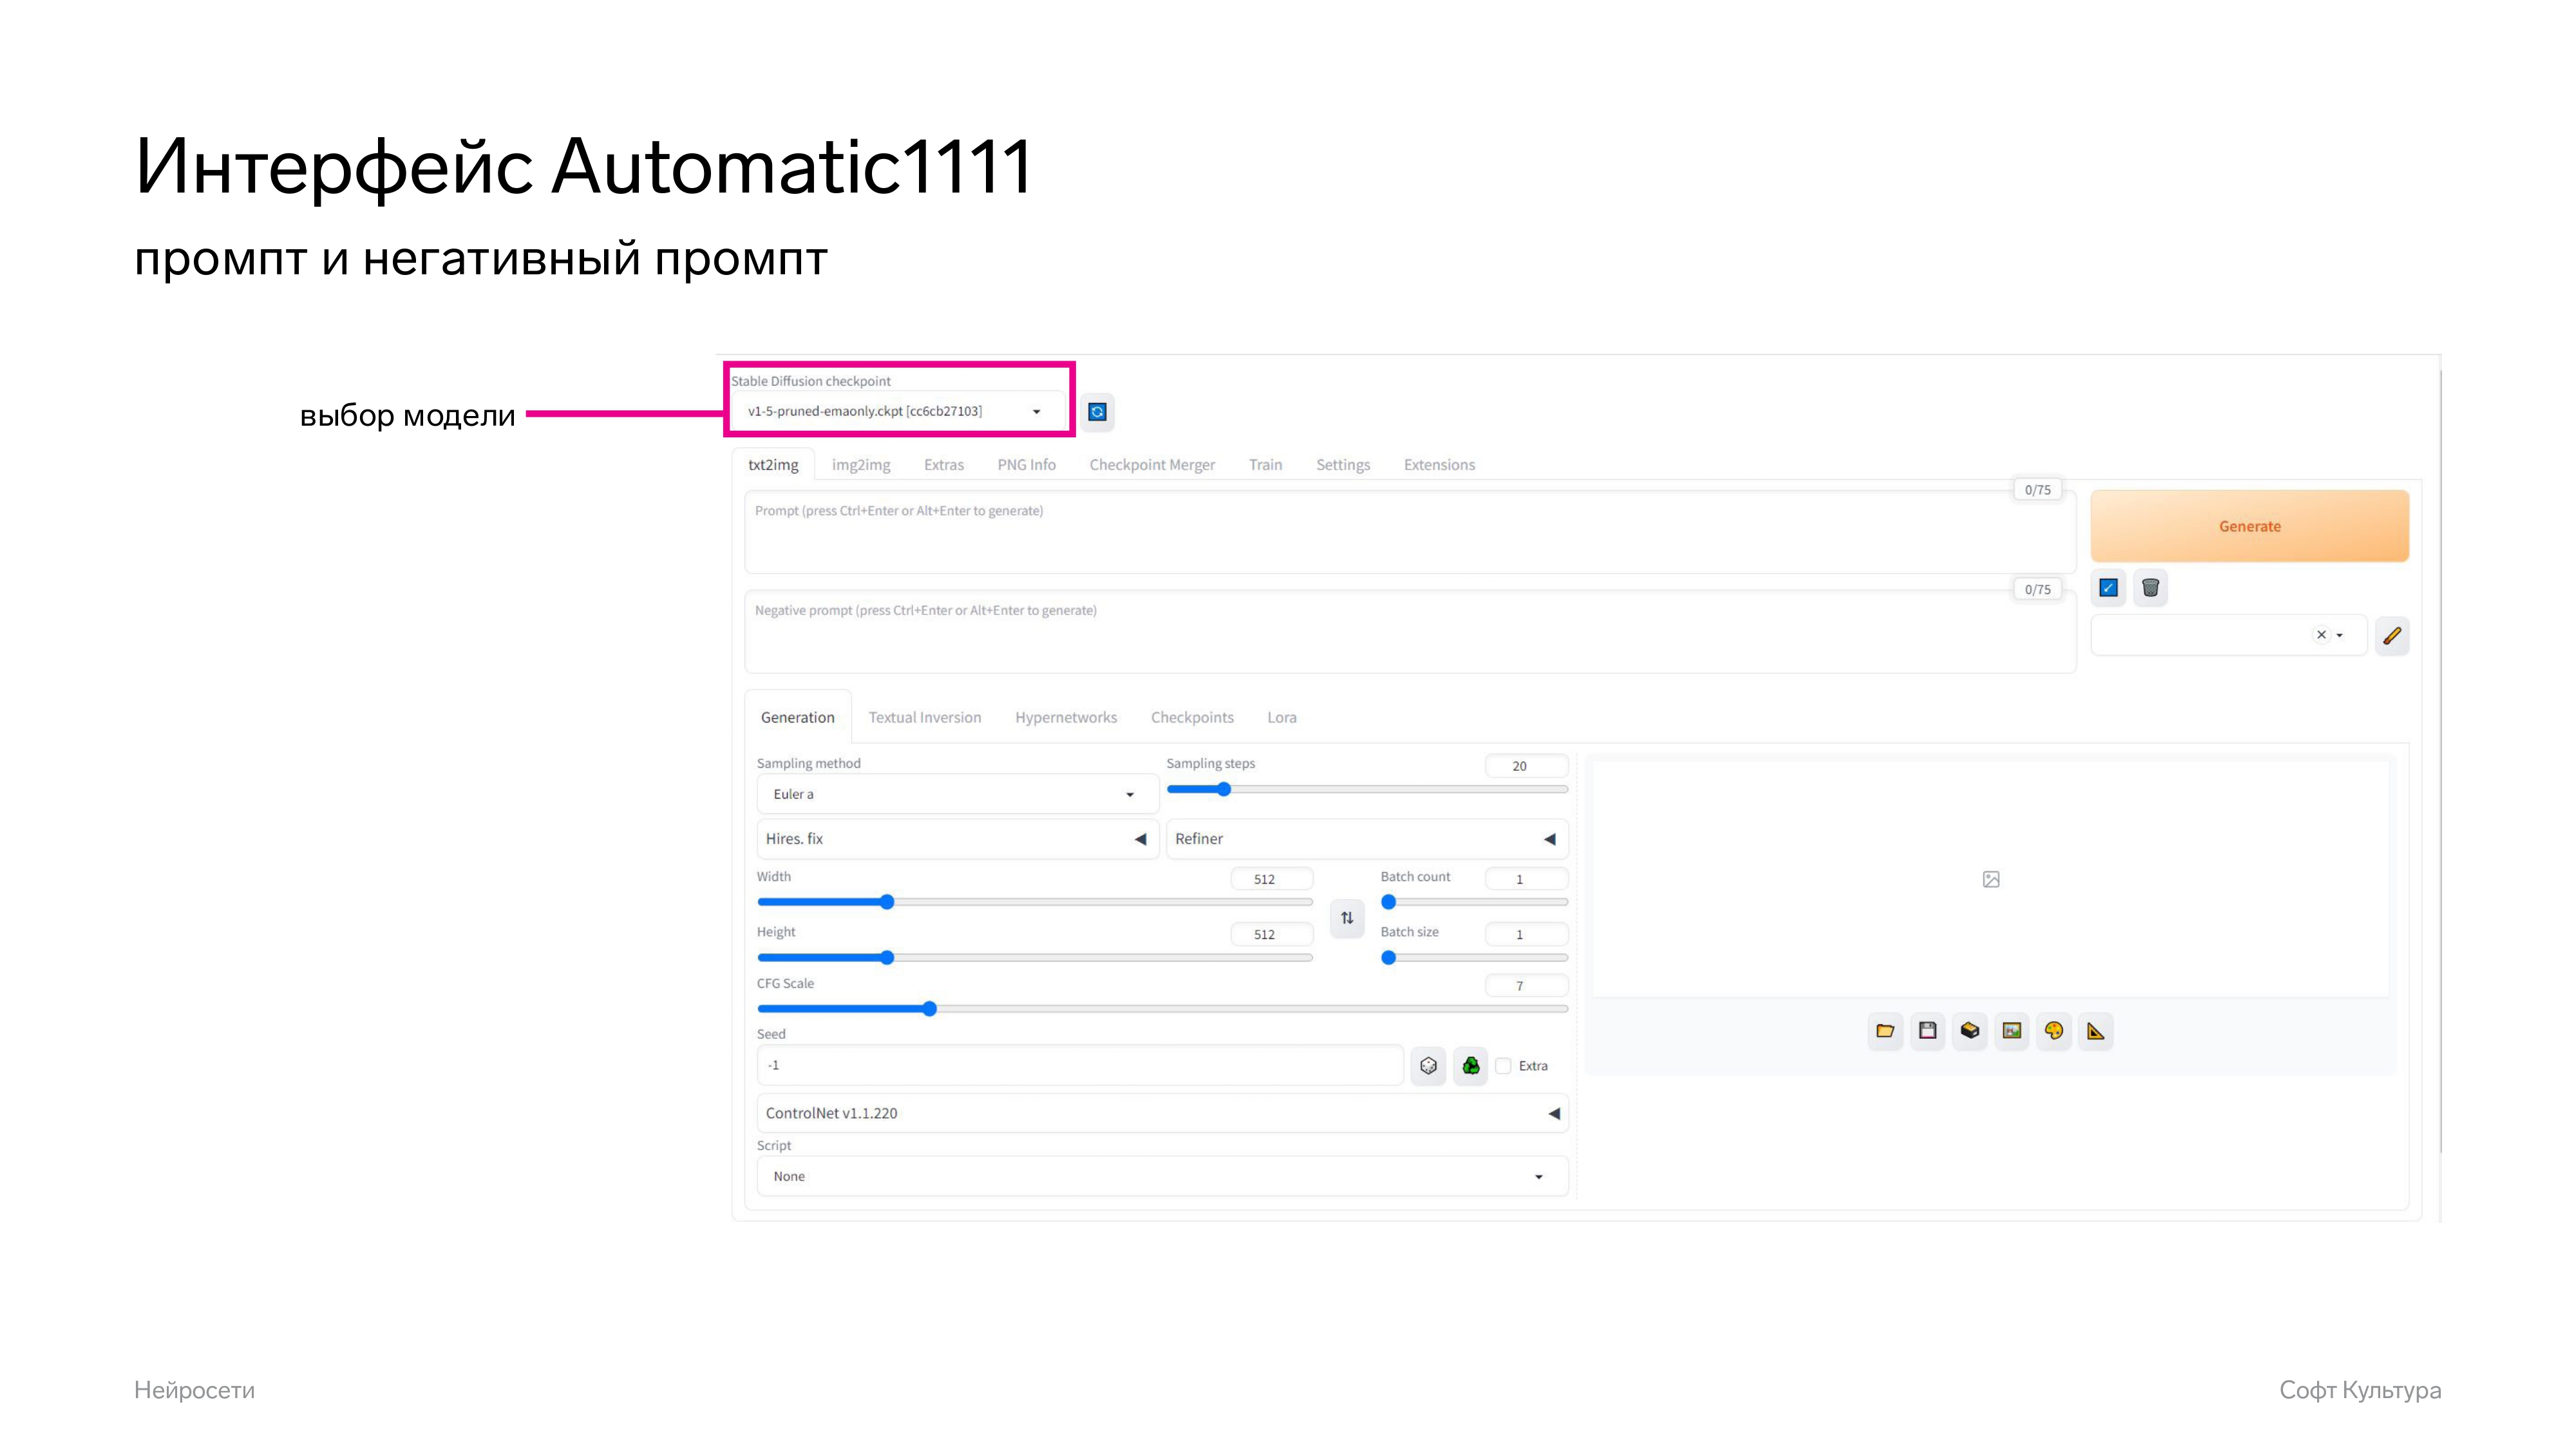 Интерфейс Automatic1111
промпт и негативный промпт
выбор модели
Stable Diffusion checkpoint
v1-5-pruned-emaonly.ckpt [cc6cb27103]
txt2img img2img Extras PNG Info Checkpoint Merger Train Settings Extensions
0/75
Prompt (press Ctrl+Enter or Alt+Enter to generate)
Generate
0/75
Negative prompt (press Ctrl+Enter or Alt+Enter to generate)
Generation Textual Inversion Hypernetworks Checkpoints Lora
Sampling method
Euler a
Sampling steps 20
Hires. fix
Refiner
Width 512
Batch count 1
Height 512
Batch size 1
CFG Scale 7
Seed
-1
Extra
ControlNet v1.1.220
Script
None
Нейросети
Софт Культура